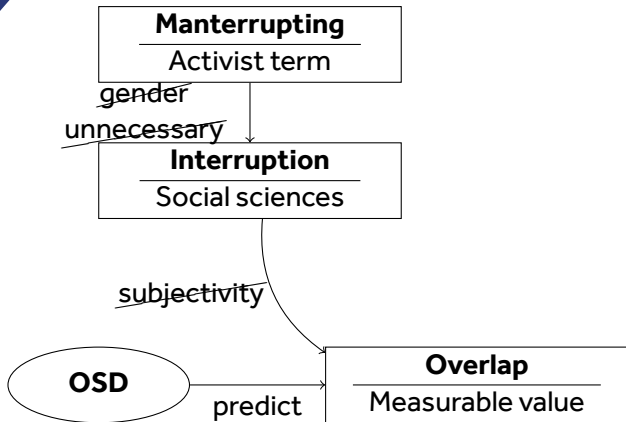 Manterrupting
Activist term
gender
unnecessary
Interruption
Social sciences
subjectivity
OSD
predict
Overlap
Measurable value